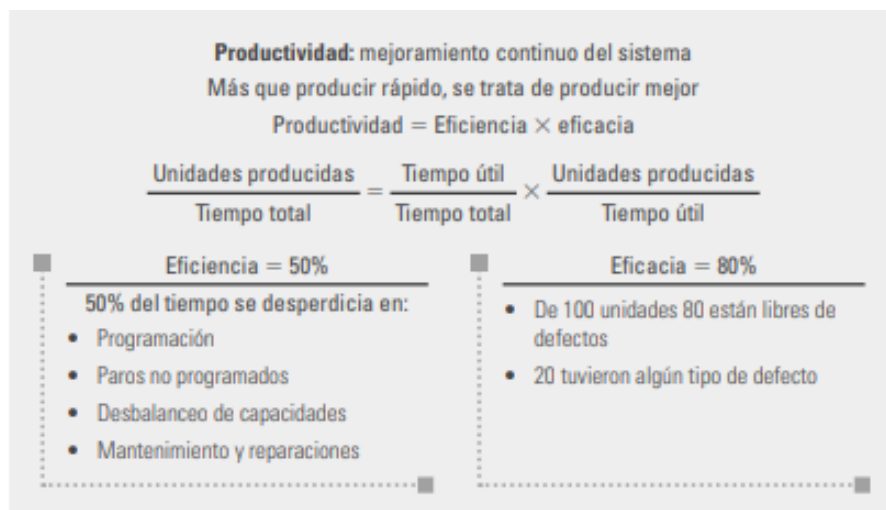 Productividad: mejoramiento continuo del sistema
Más que producir rápido, se trata de producir mejor
Productividad = Eficiencia × eficacia
Unidades producidas / Tiempo total = Tiempo útil / Tiempo total × Unidades producidas / Tiempo útil
Eficiencia = 50%
50% del tiempo se desperdicia en:
• Programación
• Paros no programados
• Desbalanceo de capacidades
• Mantenimiento y reparaciones
Eficacia = 80%
• De 100 unidades 80 están libres de
defectos
• 20 tuvieron algún tipo de defecto